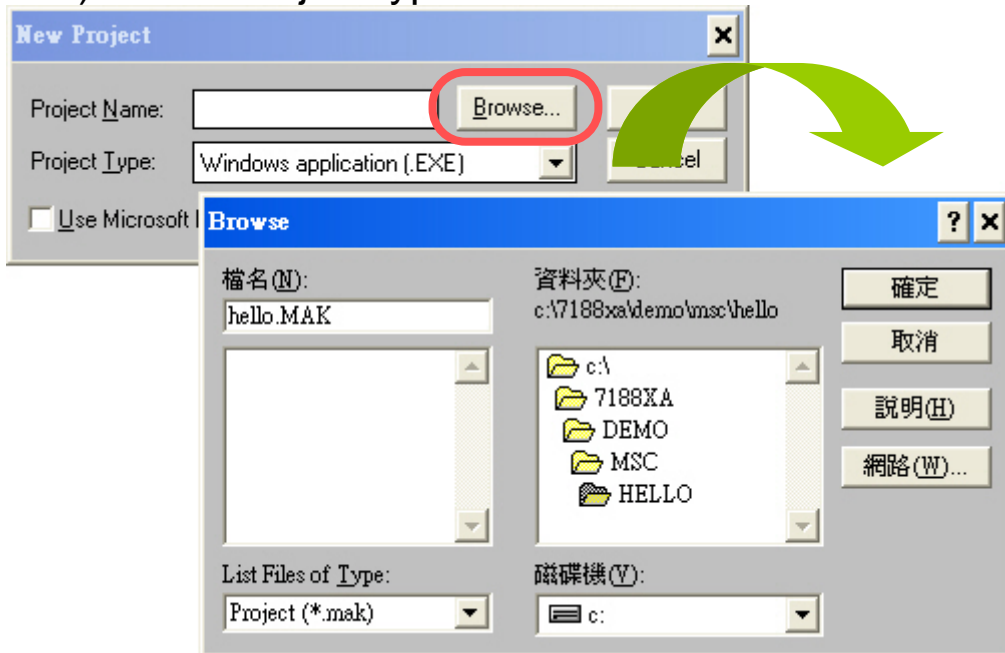 New Project
Project Name:
Browse...
Project Type:
Windows application (.EXE)
Use Microsoft
Browse
檔名(N):
hello.MAK
資料夾(F):
c:\7188xa\demo\msc\hello
c:\
7188XA
DEMO
MSC
HELLO
確定
取消
說明(H)
網路(W)...
List Files of Type:
Project (*.mak)
磁碟機(V):
c: